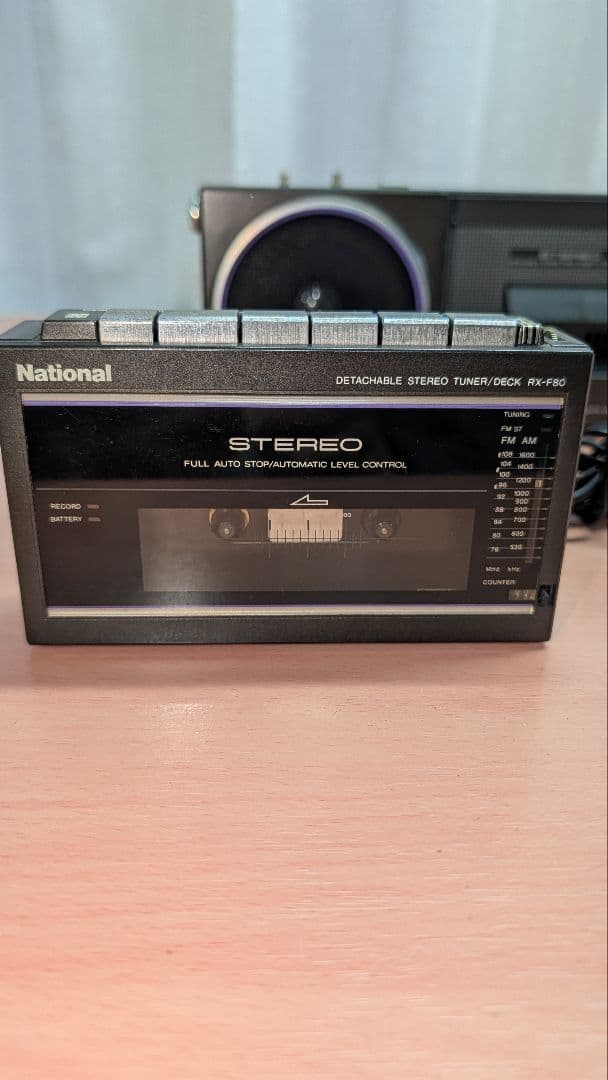 National
DETACHABLE STEREO TUNER/DECK RX-F80
STEREO
FULL AUTO STOP/AUTOMATIC LEVEL CONTROL
RECORD
BATTERY
TUNING
FM ST
FM AM
108 1600
104 1400
100
96 1200
92 1000
900
88 800
84 700
80 600
76 530
MHz kHz
COUNTER